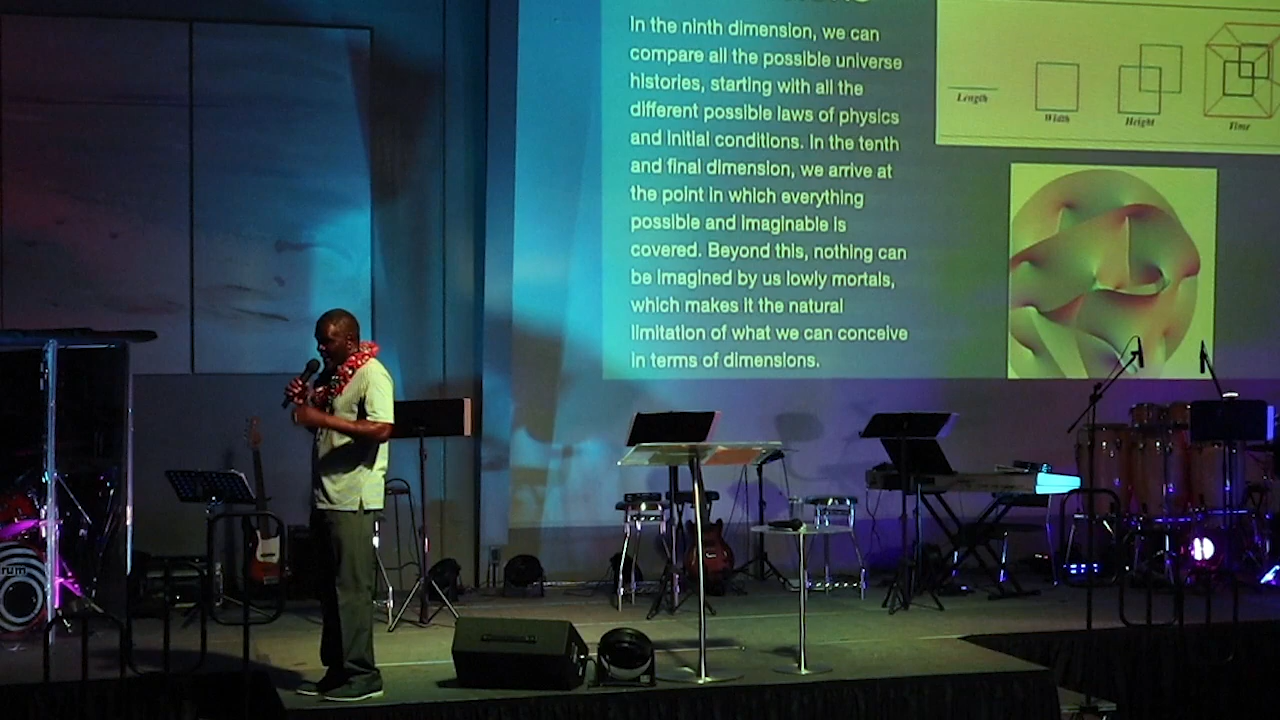 In the ninth dimension, we can
compare all the possible universe
histories, starting with all the
different possible laws of physics
and initial conditions. In the tenth
and final dimension, we arrive at
the point in which everything
possible and imaginable is
covered. Beyond this, nothing can
be imagined by us lowly mortals,
which makes it the natural
limitation of what we can conceive
in terms of dimensions.
Length
Width
Height
Time
rum